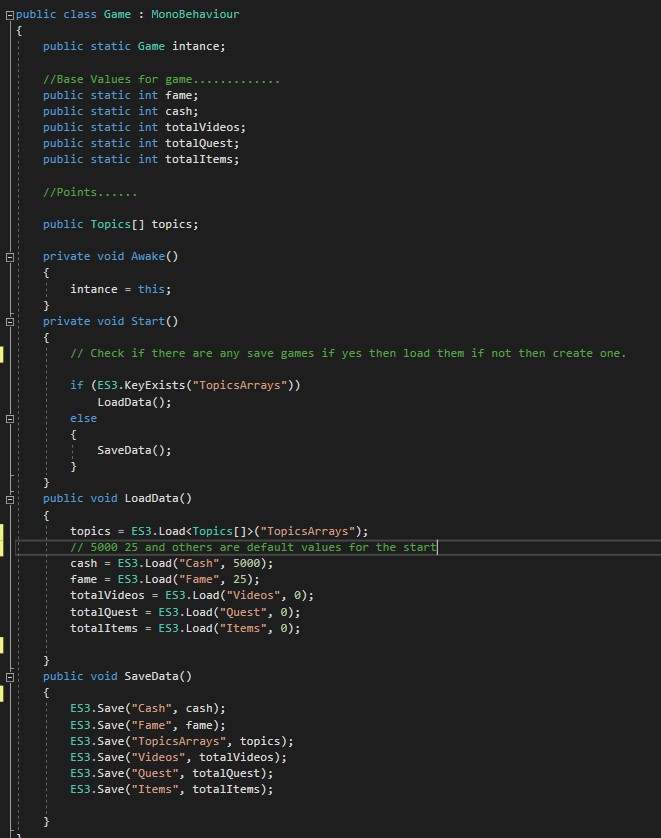 public class Game : MonoBehaviour
{
public static Game intance;
//Base Values for game.............
public static int fame;
public static int cash;
public static int totalVideos;
public static int totalQuest;
public static int totalItems;
//Points......
public Topics[] topics;
private void Awake()
{
intance = this;
}
private void Start()
{
// Check if there are any save games if yes then load them if not then create one.
if (ES3.KeyExists("TopicsArrays"))
LoadData();
else
{
SaveData();
}
}
public void LoadData()
{
topics = ES3.Load<Topics[]>("TopicsArrays");
// 5000 25 and others are default values for the start
cash = ES3.Load("Cash", 5000);
fame = ES3.Load("Fame", 25);
totalVideos = ES3.Load("Videos", 0);
totalQuest = ES3.Load("Quest", 0);
totalItems = ES3.Load("Items", 0);
}
public void SaveData()
{
ES3.Save("Cash", cash);
ES3.Save("Fame", fame);
ES3.Save("TopicsArrays", topics);
ES3.Save("Videos", totalVideos);
ES3.Save("Quest", totalQuest);
ES3.Save("Items", totalItems);
}
}